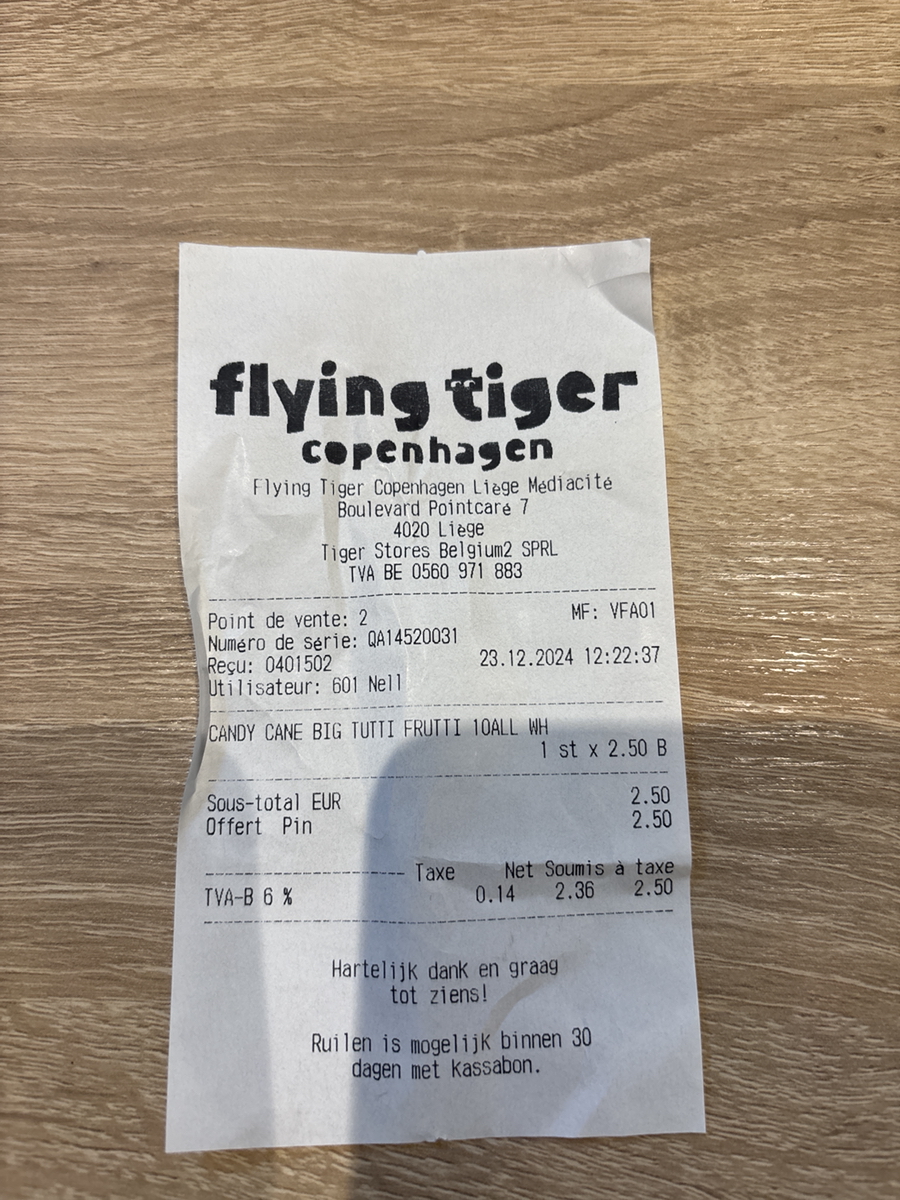 flying tiger
copenhagen
Flying Tiger Copenhagen Liège Médiacité
Boulevard Pointcaré 7
4020 Liège
Tiger Stores Belgium2 SPRL
TVA BE 0560 971 883
Point de vente: 2 MF: VFA01
Numéro de série: QA14520031
Reçu: 0401502 23.12.2024 12:22:37
Utilisateur: 601 Nell
CANDY CANE BIG TUTTI FRUTTI 10ALL WH
1 st x 2.50 B
Sous-total EUR 2.50
Offert Pin 2.50
Taxe Net Soumis à taxe
TVA-B 6 % 0.14 2.36 2.50
Hartelijk dank en graag
tot ziens!
Ruilen is mogelijk binnen 30
dagen met kassabon.